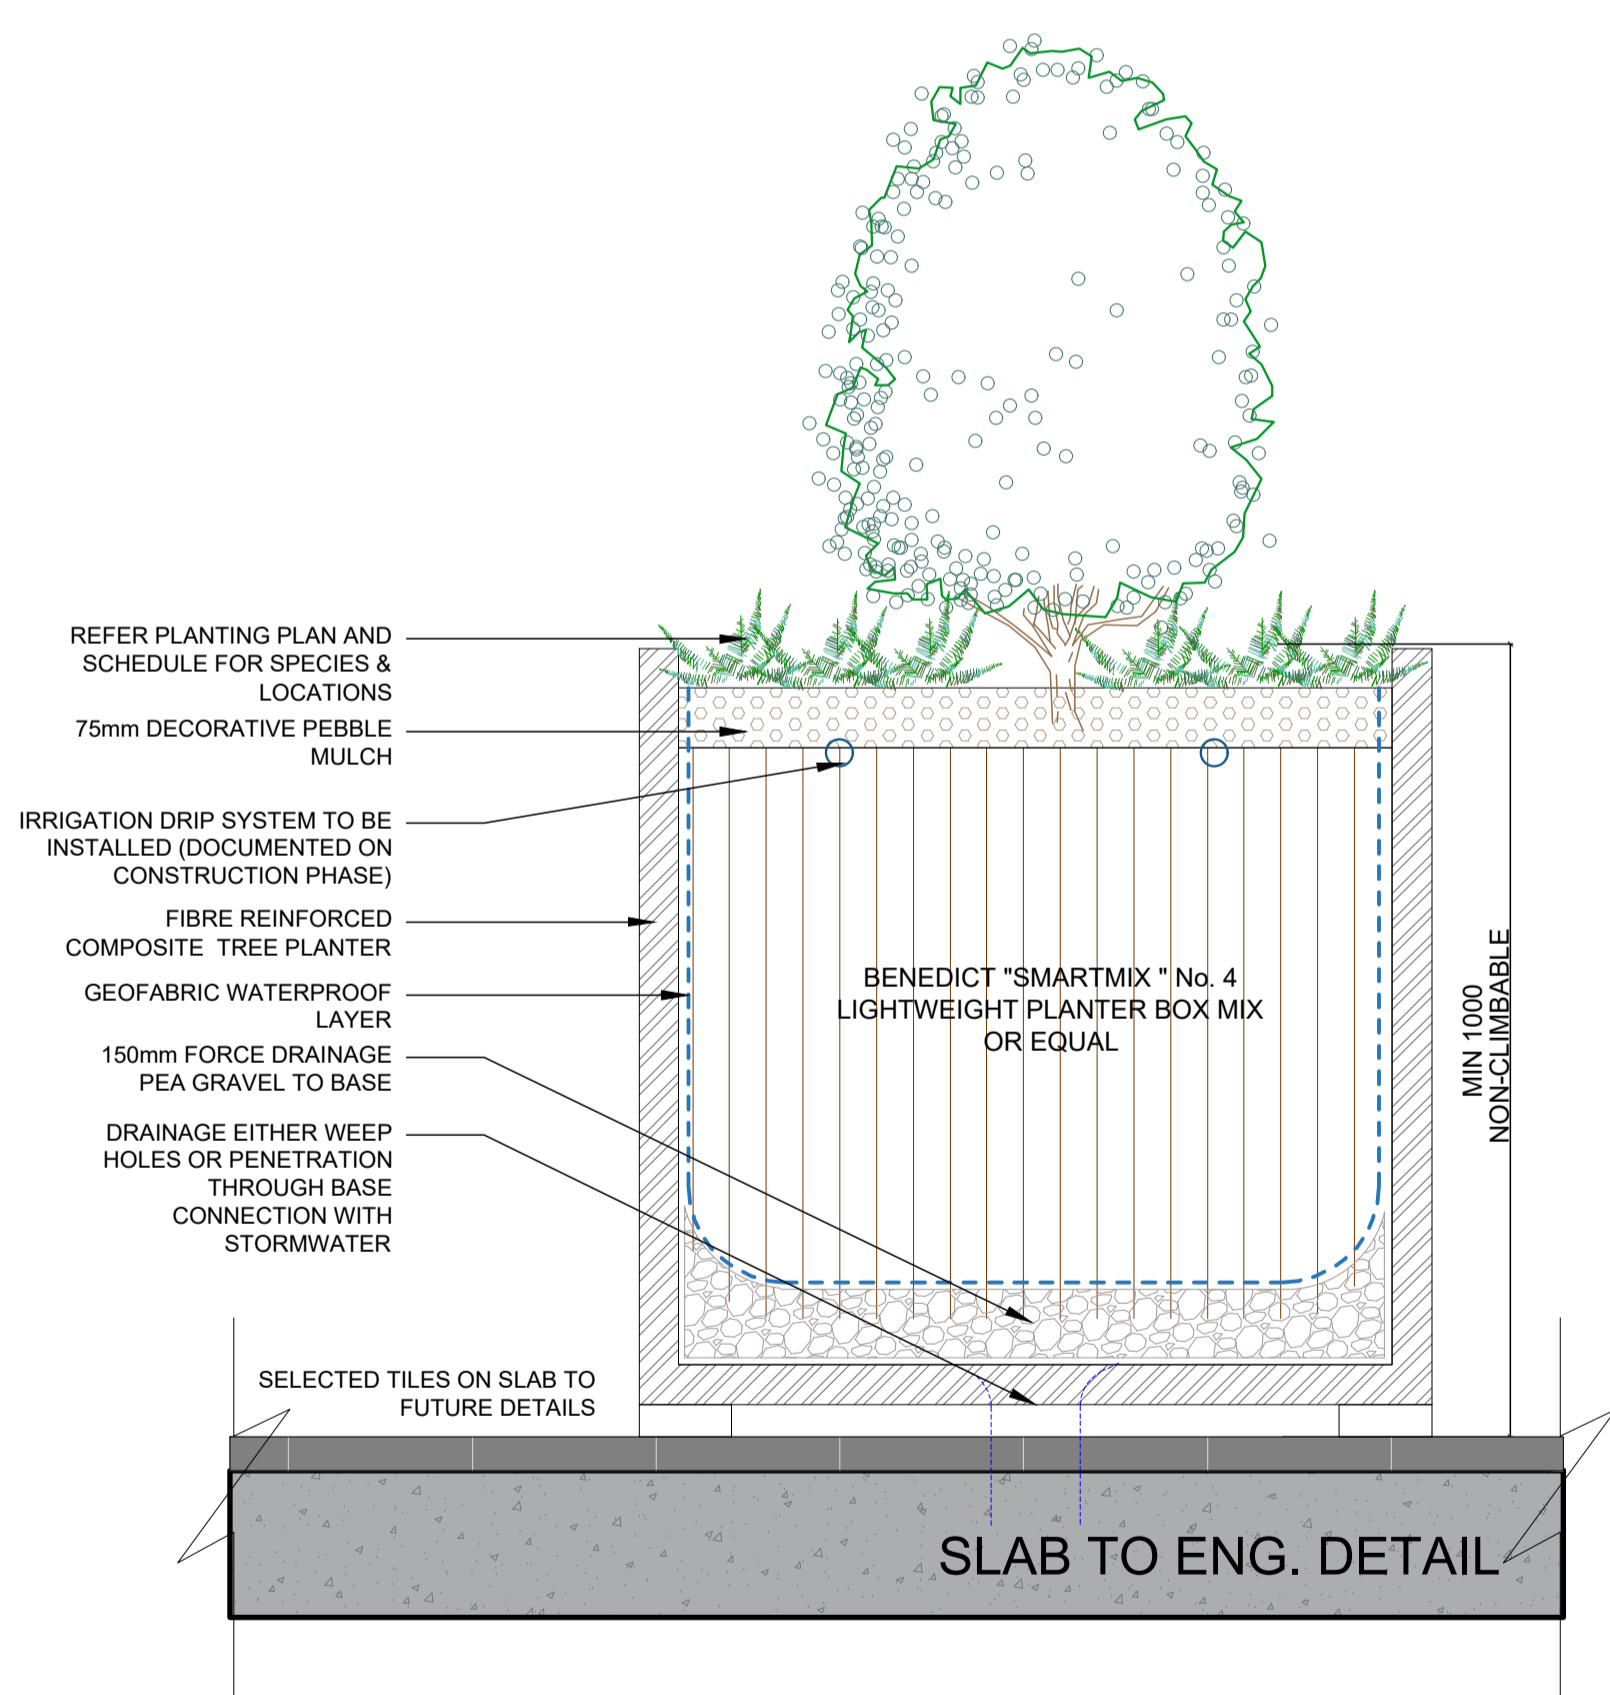 REFER PLANTING PLAN AND
SCHEDULE FOR SPECIES &
LOCATIONS
75mm DECORATIVE PEBBLE
MULCH
IRRIGATION DRIP SYSTEM TO BE
INSTALLED (DOCUMENTED ON
CONSTRUCTION PHASE)
FIBRE REINFORCED
COMPOSITE TREE PLANTER
GEOFABRIC WATERPROOF
LAYER
150mm FORCE DRAINAGE
PEA GRAVEL TO BASE
DRAINAGE EITHER WEEP
HOLES OR PENETRATION
THROUGH BASE
CONNECTION WITH
STORMWATER
BENEDICT "SMARTMIX " No. 4
LIGHTWEIGHT PLANTER BOX MIX
OR EQUAL
MIN 1000
NON-CLIMBABLE
SELECTED TILES ON SLAB TO
FUTURE DETAILS
SLAB TO ENG. DETAIL